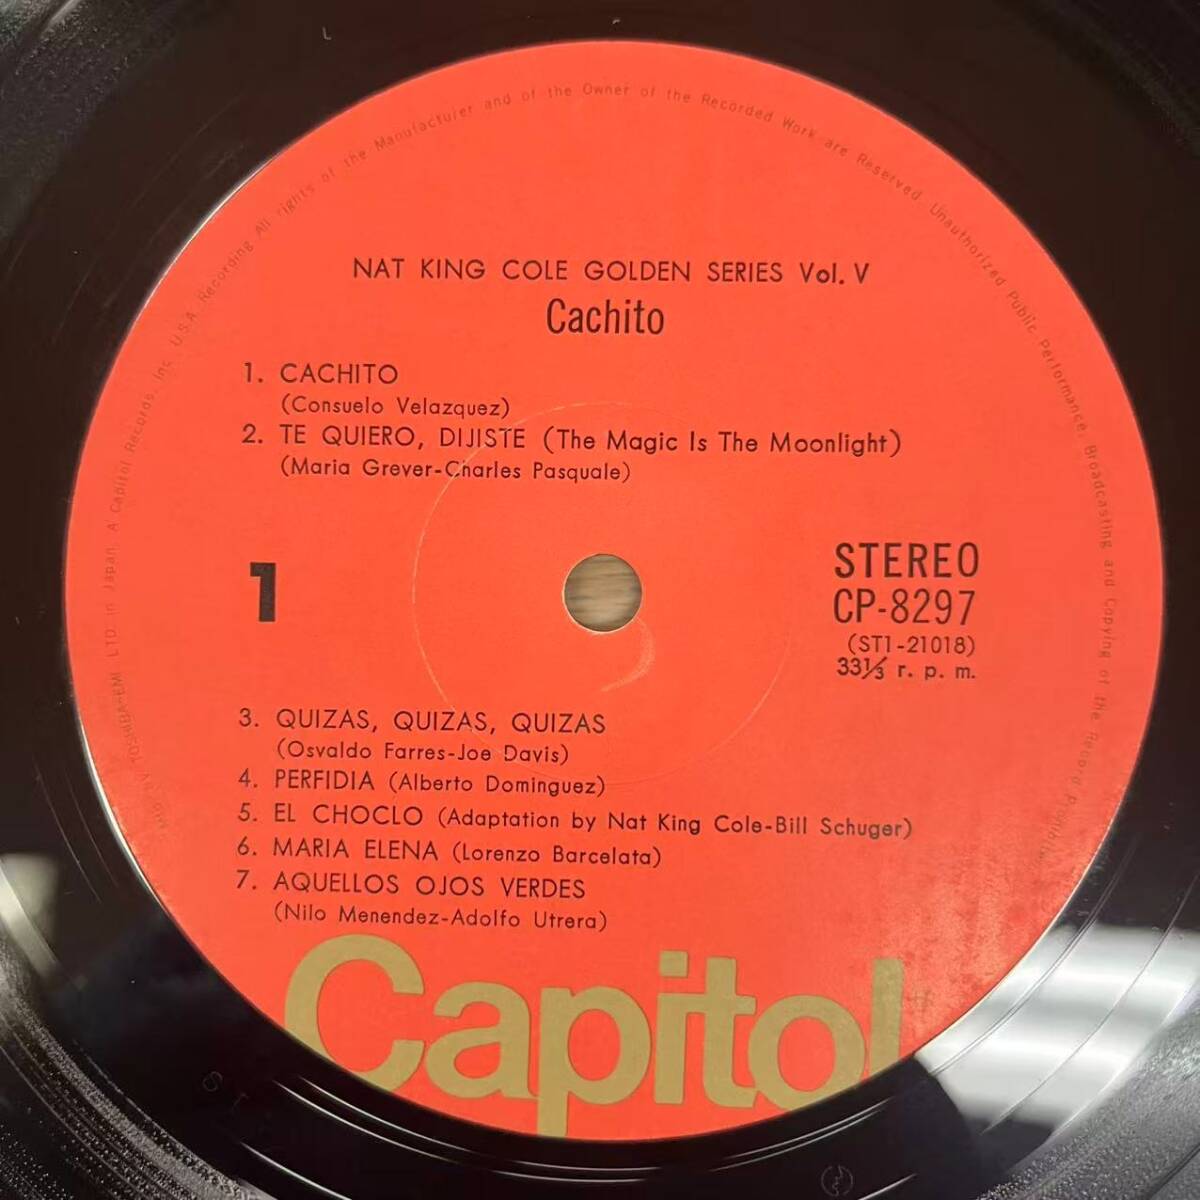 A Capitol Records, Inc. U.S.A. Recording All rights of the Manufacturer and of the Owner of the Recorded Work are Reserved. Unauthorized Public Performance, Broadcasting and Copying of the Record
TOSHIBA-EMI LTD. in Japan.
NAT KING COLE GOLDEN SERIES Vol. V
Cachito
1. CACHITO
(Consuelo Velazquez)
2. TE QUIERO, DIJISTE (The Magic Is The Moonlight)
(Maria Grever-Charles Pasquale)
1
STEREO
CP-8297
(ST1-21018)
33⅓ r. p. m.
3. QUIZAS, QUIZAS, QUIZAS
(Osvaldo Farres-Joe Davis)
4. PERFIDIA (Alberto Dominguez)
5. EL CHOCLO (Adaptation by Nat King Cole-Bill Schuger)
6. MARIA ELENA (Lorenzo Barcelata)
7. AQUELLOS OJOS VERDES
(Nilo Menendez-Adolfo Utrera)
Capitol